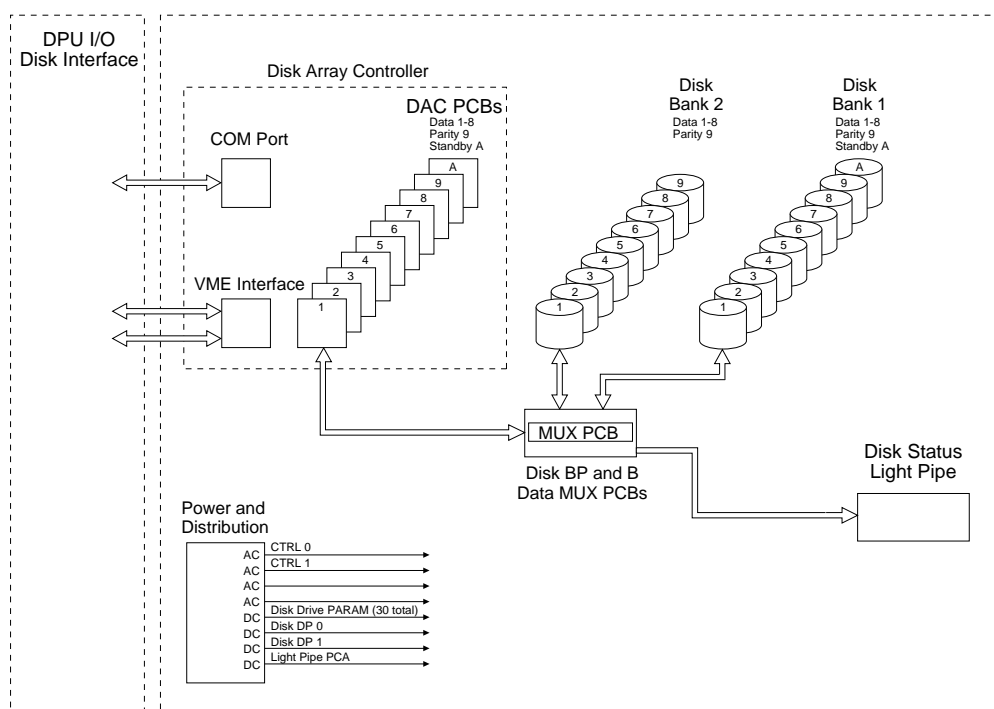 DPU I/O
Disk Interface
Disk Array Controller
DAC PCBs
Data 1-8
Parity 9
Standby A
COM Port
VME Interface
A
9
8
7
6
5
4
3
2
1
Disk
Bank 2
Data 1-8
Parity 9
9
8
7
6
5
4
3
2
1
Disk
Bank 1
Data 1-8
Parity 9
Standby A
A
9
8
7
6
5
4
3
2
1
MUX PCB
Disk BP and B
Data MUX PCBs
Disk Status
Light Pipe
Power and
Distribution
AC CTRL 0
AC CTRL 1
AC
AC
DC Disk Drive PARAM (30 total)
DC Disk DP 0
DC Disk DP 1
DC Light Pipe PCA